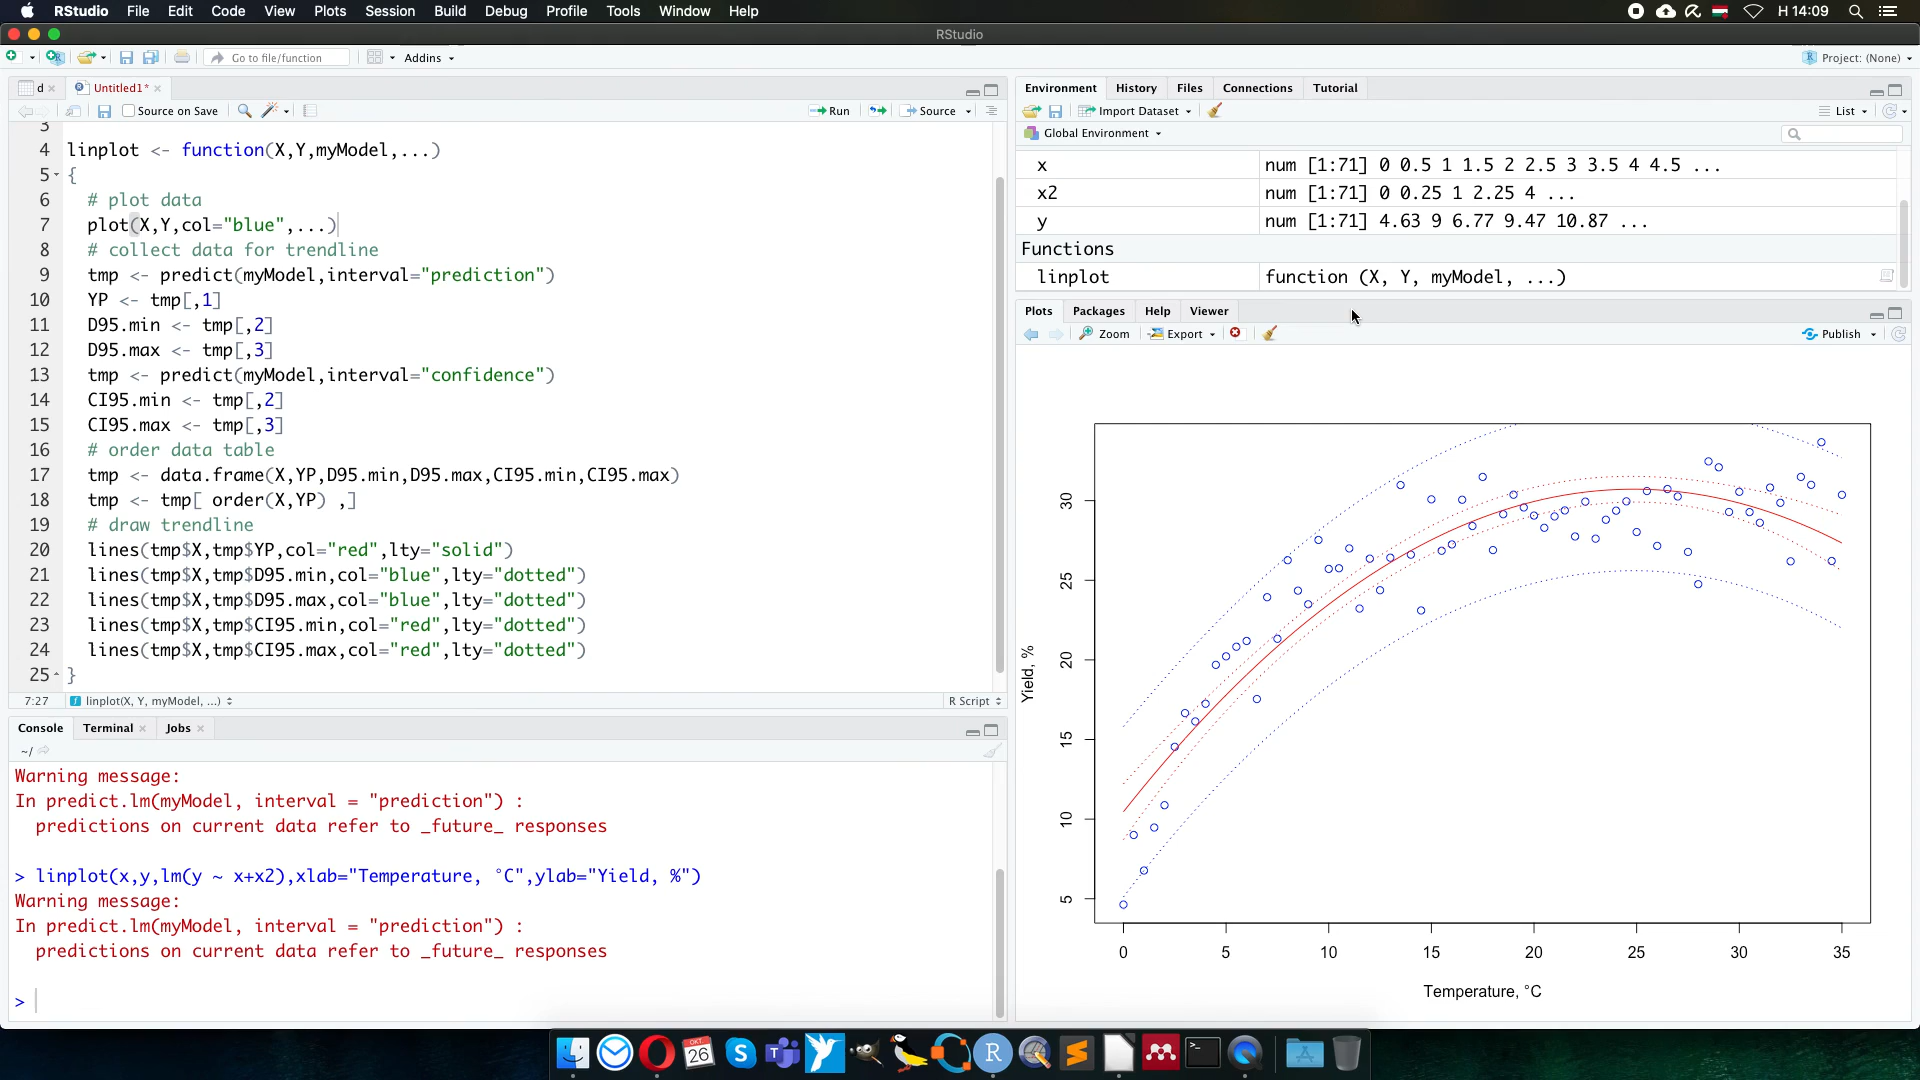 RStudio File Edit Code View Plots Session Build Debug Profile Tools Window Help H 14:09
RStudio
Go to file/function Addins Project: (None)
d Untitled1*
Source on Save Run Source
3
4 linplot <- function(X,Y,myModel,...)
5 {
6 # plot data
7 plot(X,Y,col="blue",...)
8 # collect data for trendline
9 tmp <- predict(myModel,interval="prediction")
10 YP <- tmp[,1]
11 D95.min <- tmp[,2]
12 D95.max <- tmp[,3]
13 tmp <- predict(myModel,interval="confidence")
14 CI95.min <- tmp[,2]
15 CI95.max <- tmp[,3]
16 # order data table
17 tmp <- data.frame(X,YP,D95.min,D95.max,CI95.min,CI95.max)
18 tmp <- tmp[ order(X,YP) ,]
19 # draw trendline
20 lines(tmp$X,tmp$YP,col="red",lty="solid")
21 lines(tmp$X,tmp$D95.min,col="blue",lty="dotted")
22 lines(tmp$X,tmp$D95.max,col="blue",lty="dotted")
23 lines(tmp$X,tmp$CI95.min,col="red",lty="dotted")
24 lines(tmp$X,tmp$CI95.max,col="red",lty="dotted")
25 }
7:27 linplot(X, Y, myModel, ...) R Script
Console Terminal Jobs
~/
Warning message:
In predict.lm(myModel, interval = "prediction") :
predictions on current data refer to _future_ responses
> linplot(x,y,lm(y ~ x+x2),xlab="Temperature, °C",ylab="Yield, %")
Warning message:
In predict.lm(myModel, interval = "prediction") :
predictions on current data refer to _future_ responses
>
Environment History Files Connections Tutorial
Import Dataset List
Global Environment
x num [1:71] 0 0.5 1 1.5 2 2.5 3 3.5 4 4.5 ...
x2 num [1:71] 0 0.25 1 2.25 4 ...
y num [1:71] 4.63 9 6.77 9.47 10.87 ...
Functions
linplot function (X, Y, myModel, ...)
Plots Packages Help Viewer
Zoom Export Publish
30
25
20
15
10
5
Yield, %
0 5 10 15 20 25 30 35
Temperature, °C
OKT.
26